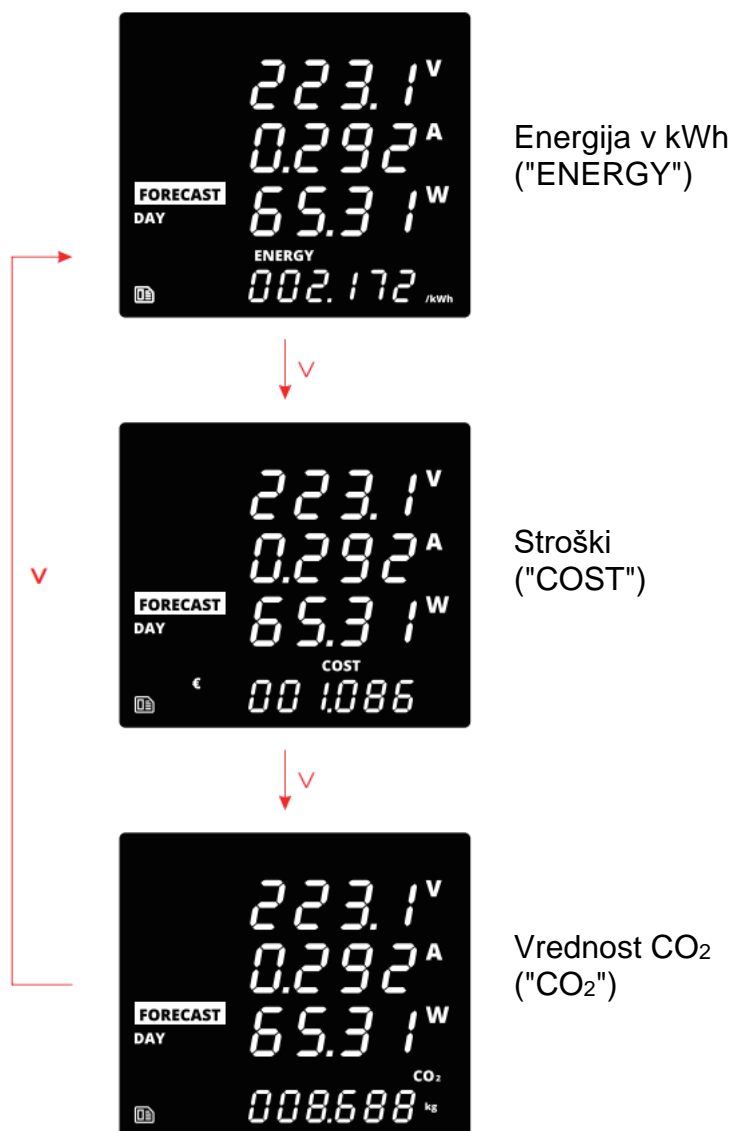 223.1 V
0.292 A
FORECAST 65.31 W
DAY
ENERGY
002.172 /kWh
Energija v kWh
("ENERGY")
V
223.1 V
0.292 A
FORECAST 65.31 W
DAY
COST
€ 001.086
Stroški
("COST")
V
V
223.1 V
0.292 A
FORECAST 65.31 W
DAY
CO₂
008.688 kg
Vrednost CO₂
("CO₂")